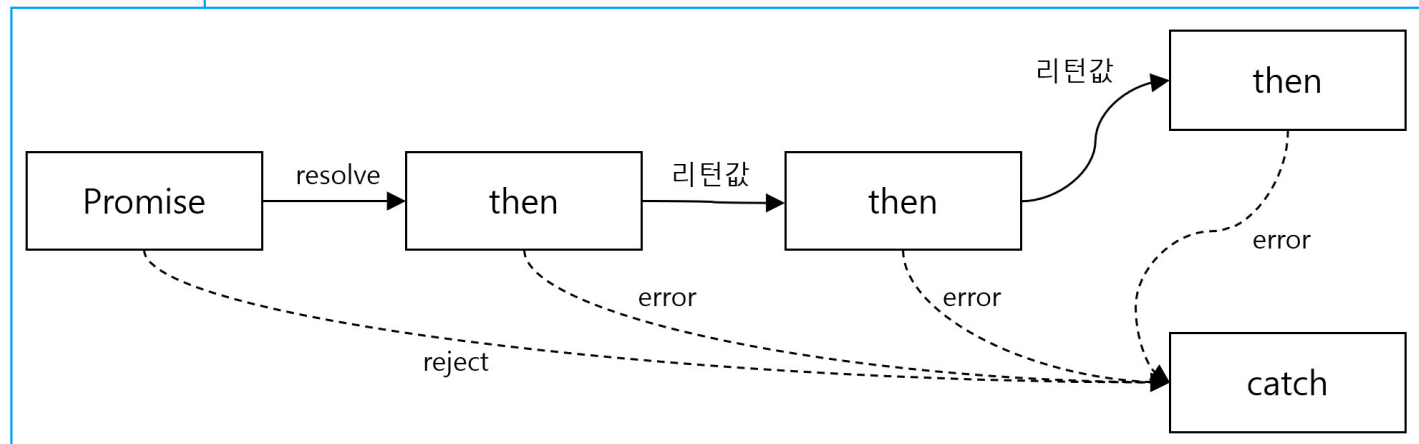 리턴값
then
Promise
resolve
then
리턴값
then
error
error
error
reject
catch